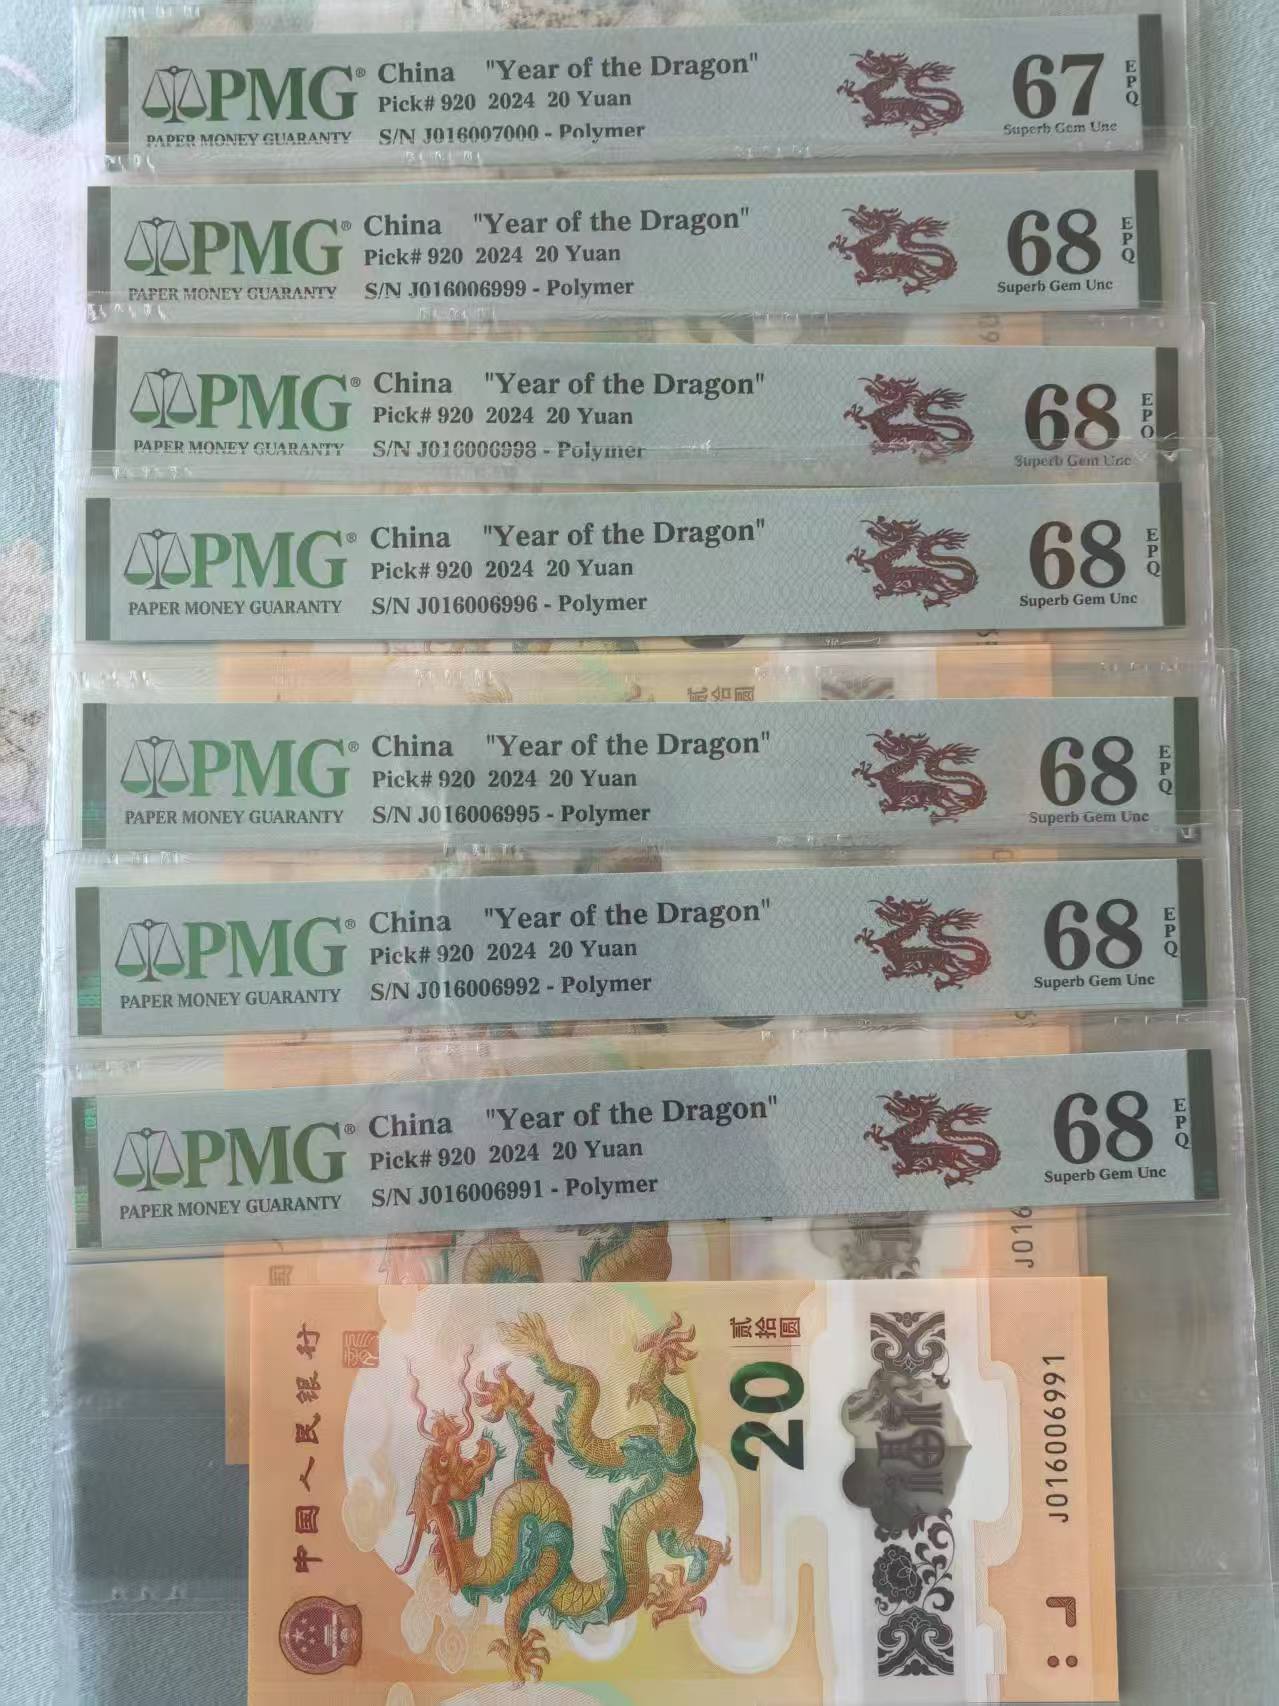 PMG® China "Year of the Dragon" 67 EPQ
Pick# 920 2024 20 Yuan
PAPER MONEY GUARANTY S/N J016007000 - Polymer Superb Gem Unc
PMG® China "Year of the Dragon" 68 EPQ
Pick# 920 2024 20 Yuan
PAPER MONEY GUARANTY S/N J016006999 - Polymer Superb Gem Unc
PMG® China "Year of the Dragon" 68 EPQ
Pick# 920 2024 20 Yuan
PAPER MONEY GUARANTY S/N J016006998 - Polymer Superb Gem Unc
PMG® China "Year of the Dragon" 68 EPQ
Pick# 920 2024 20 Yuan
PAPER MONEY GUARANTY S/N J016006996 - Polymer Superb Gem Unc
贰拾圆
PMG® China "Year of the Dragon" 68 EPQ
Pick# 920 2024 20 Yuan
PAPER MONEY GUARANTY S/N J016006995 - Polymer Superb Gem Unc
PMG® China "Year of the Dragon" 68 EPQ
Pick# 920 2024 20 Yuan
PAPER MONEY GUARANTY S/N J016006992 - Polymer Superb Gem Unc
PMG® China "Year of the Dragon" 68 EPQ
Pick# 920 2024 20 Yuan
PAPER MONEY GUARANTY S/N J016006991 - Polymer Superb Gem Unc
J016
中国人民银行
贰拾圆
20
J016006991